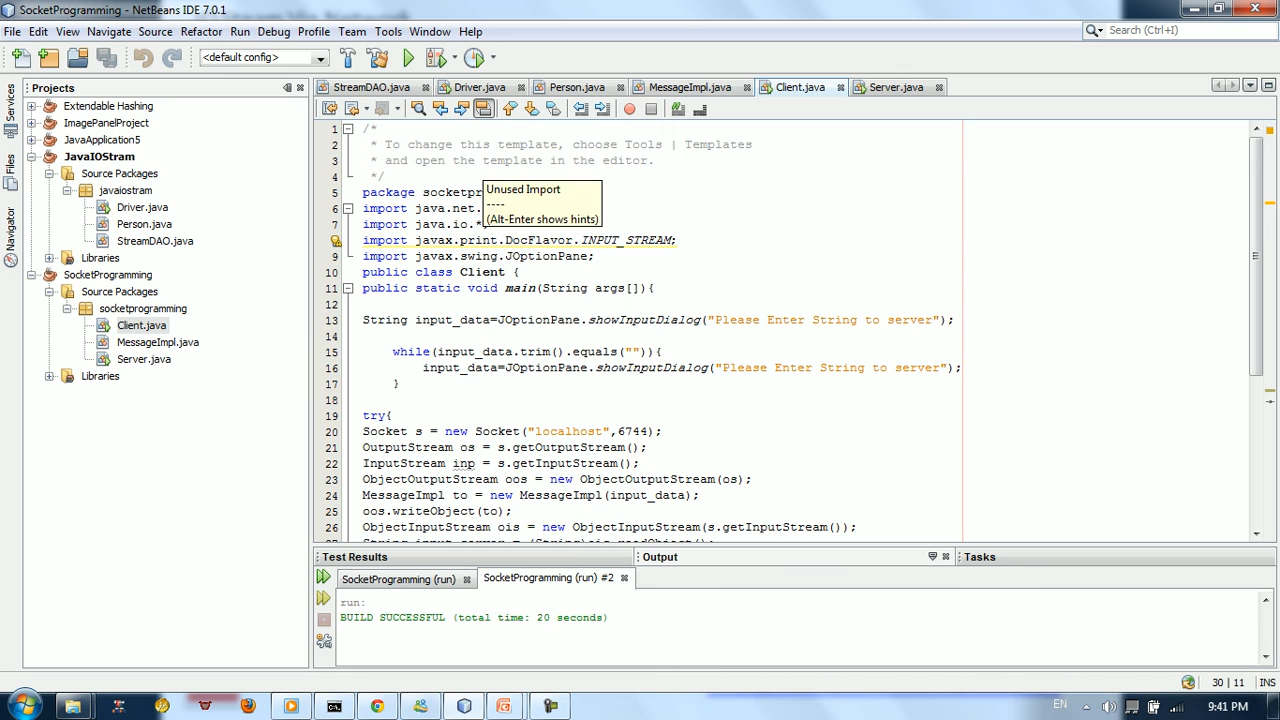 SocketProgramming - NetBeans IDE 7.0.1
File Edit View Navigate Source Refactor Run Debug Profile Team Tools Window Help
Search (Ctrl+I)
<default config>
Projects
StreamDAO.java Driver.java Person.java MessageImpl.java Client.java Server.java
Services
Files
Navigator
Extendable Hashing
ImagePanelProject
JavaApplication5
JavaIOStram
Source Packages
javaiostram
Driver.java
Person.java
StreamDAO.java
Libraries
SocketProgramming
Source Packages
socketprogramming
Client.java
MessageImpl.java
Server.java
Libraries
1 /*
2 * To change this template, choose Tools | Templates
3 * and open the template in the editor.
4 */
5 package socketpr
6 import java.net.
7 import java.io.*
import javax.print.DocFlavor.INPUT_STREAM;
9 import javax.swing.JOptionPane;
10 public class Client {
11 public static void main(String args[]){
12
13 String input_data=JOptionPane.showInputDialog("Please Enter String to server");
14
15 while(input_data.trim().equals("")){
16 input_data=JOptionPane.showInputDialog("Please Enter String to server");
17 }
18
19 try{
20 Socket s = new Socket("localhost",6744);
21 OutputStream os = s.getOutputStream();
22 InputStream inp = s.getInputStream();
23 ObjectOutputStream oos = new ObjectOutputStream(os);
24 MessageImpl to = new MessageImpl(input_data);
25 oos.writeObject(to);
26 ObjectInputStream ois = new ObjectInputStream(s.getInputStream());
Unused Import
----
(Alt-Enter shows hints)
Test Results Output Tasks
SocketProgramming (run) SocketProgramming (run) #2
run:
BUILD SUCCESSFUL (total time: 20 seconds)
30 | 11 INS
EN 9:41 PM